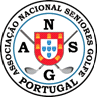 ASSOCIAÇÃO NACIONAL SENIORES GOLFE
N
A S
G
PORTUGAL